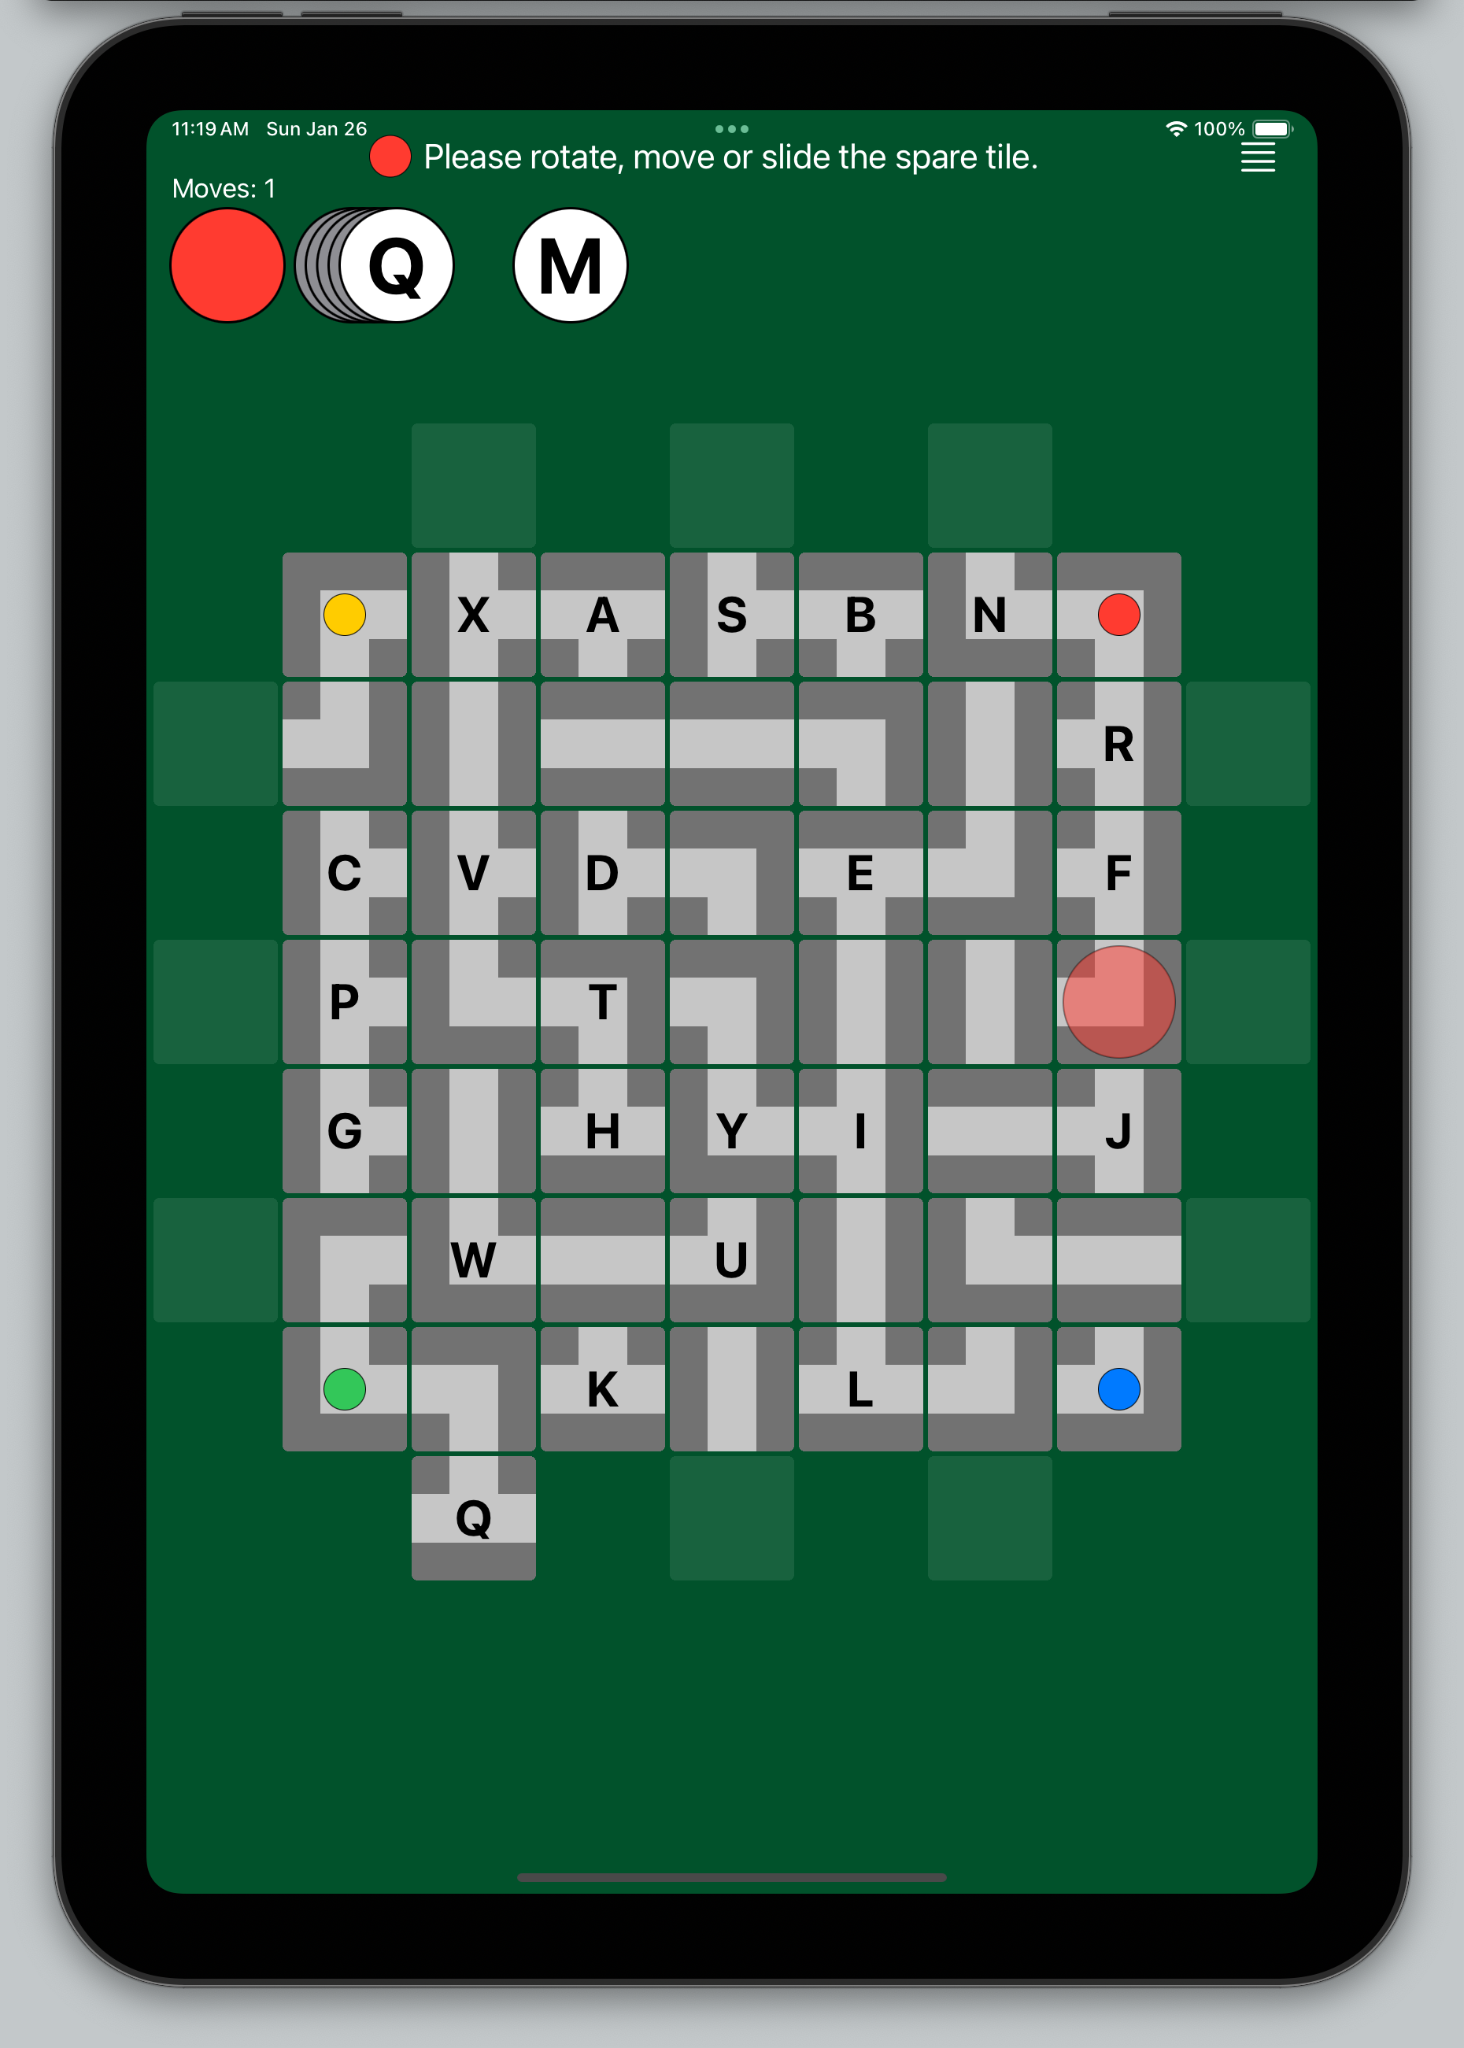 11:19 AM Sun Jan 26
100%
Please rotate, move or slide the spare tile.
Moves: 1
Q M
X A S B N
R
C V D E F
P T
G H Y I J
W U
K L
Q